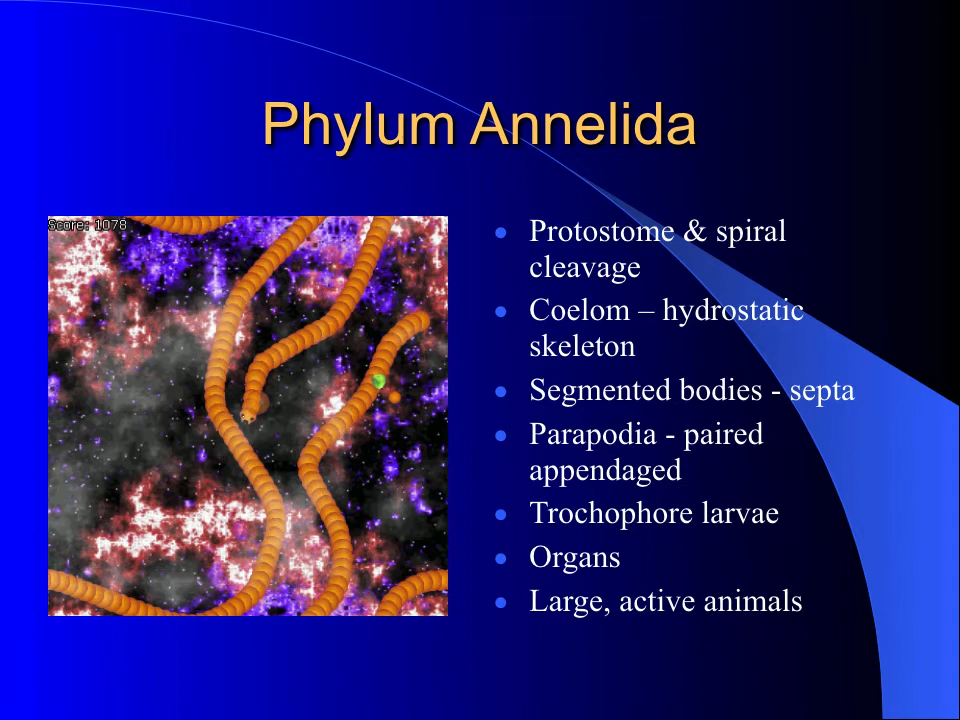 Phylum Annelida
Score: 1078
• Protostome & spiral
cleavage
• Coelom – hydrostatic
skeleton
• Segmented bodies - septa
• Parapodia - paired
appendaged
• Trochophore larvae
• Organs
• Large, active animals